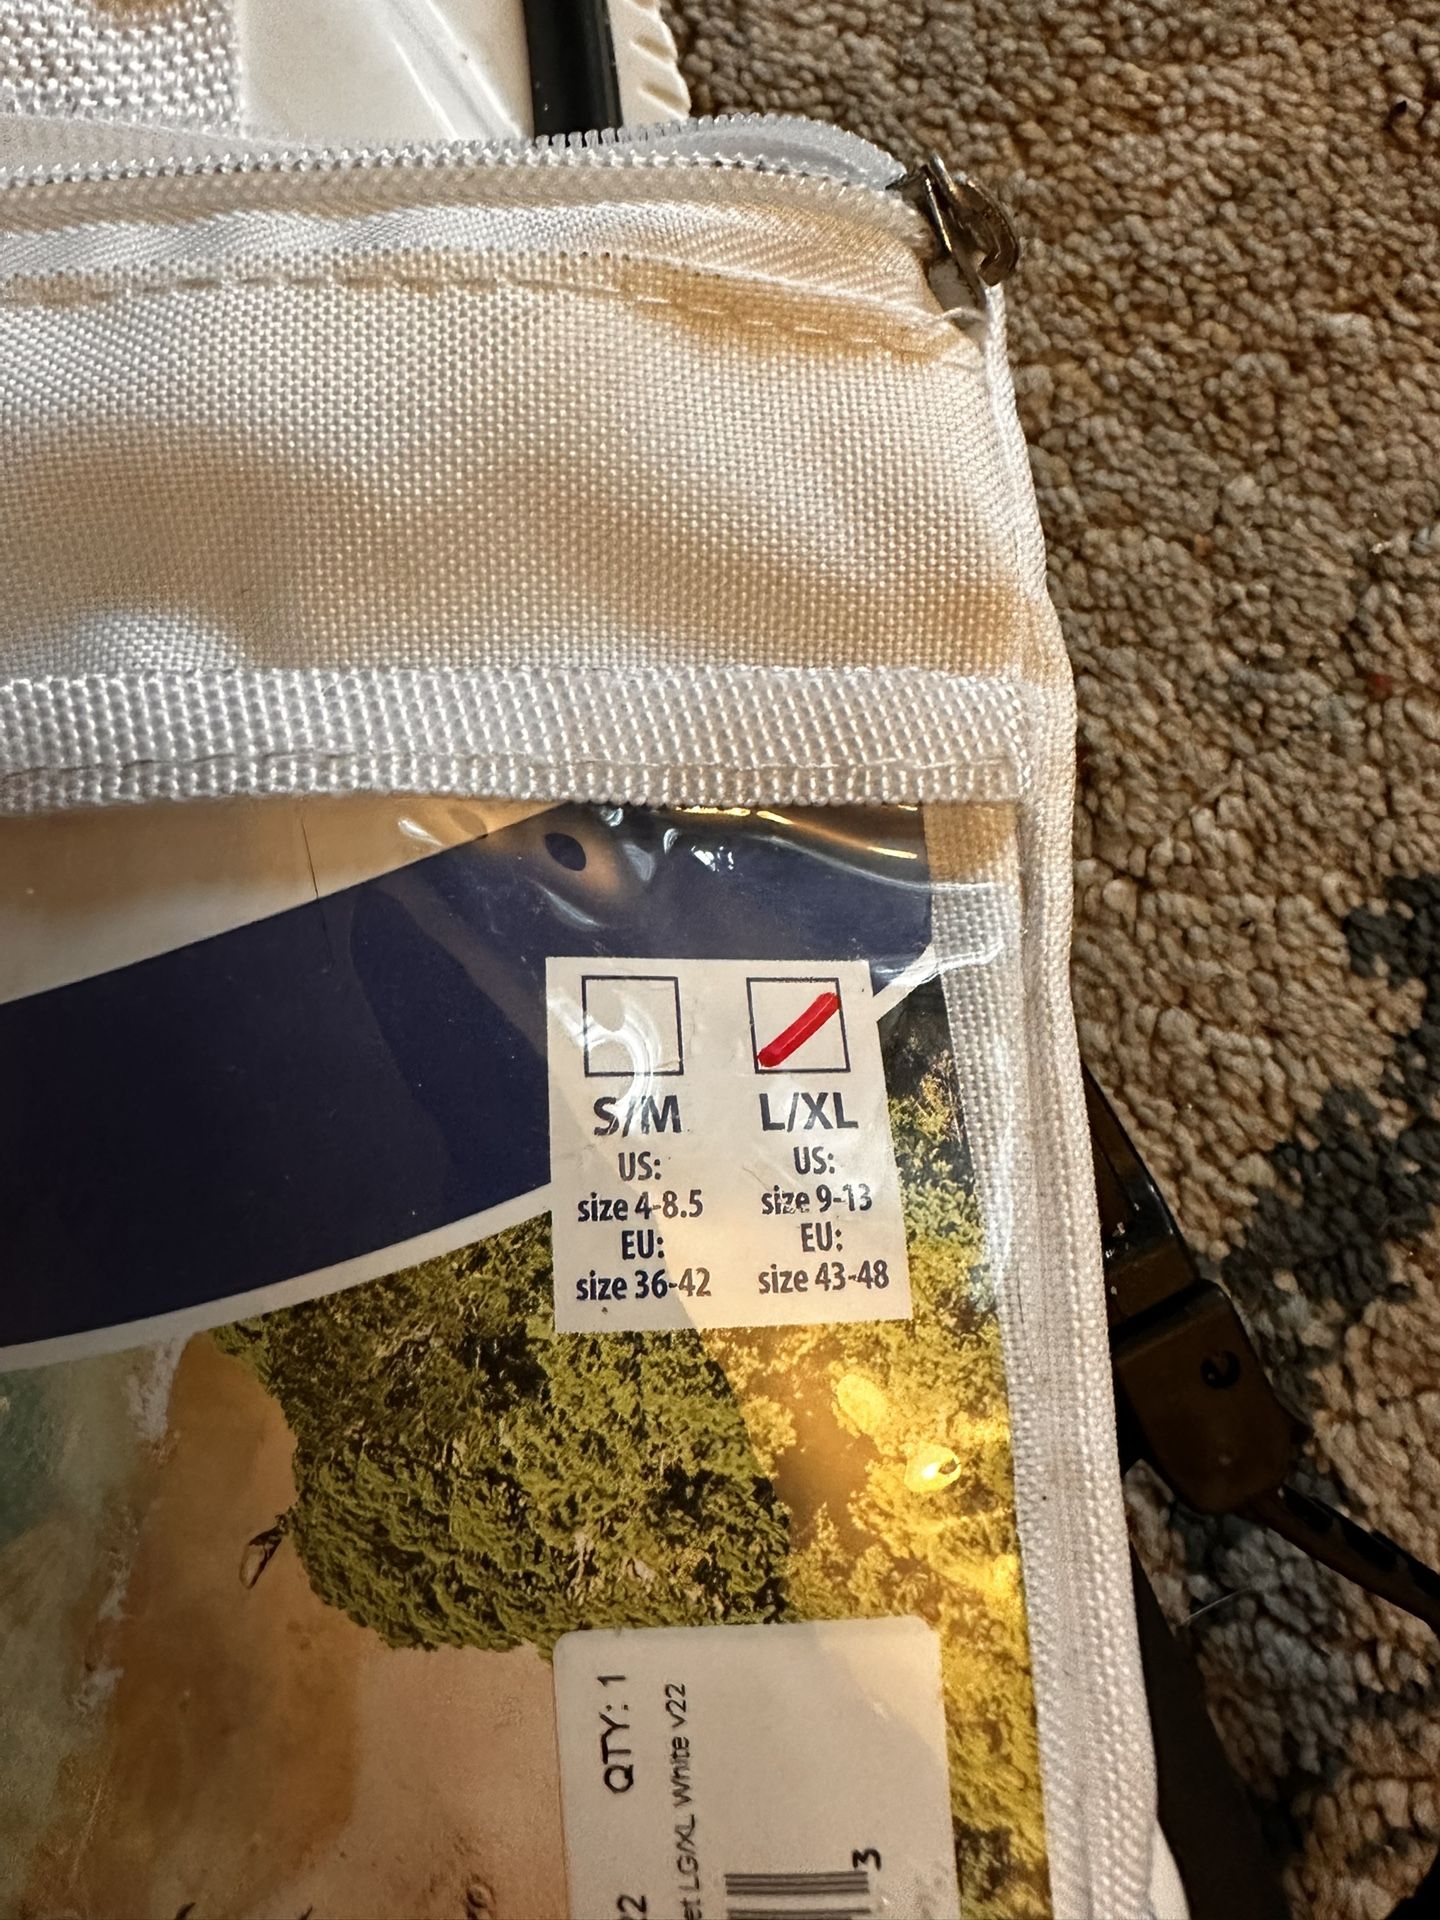 S/M
US:
size 4-8.5
EU:
size 36-42
L/XL
US:
size 9-13
EU:
size 43-48
QTY: 1
LG/XL White v22
3